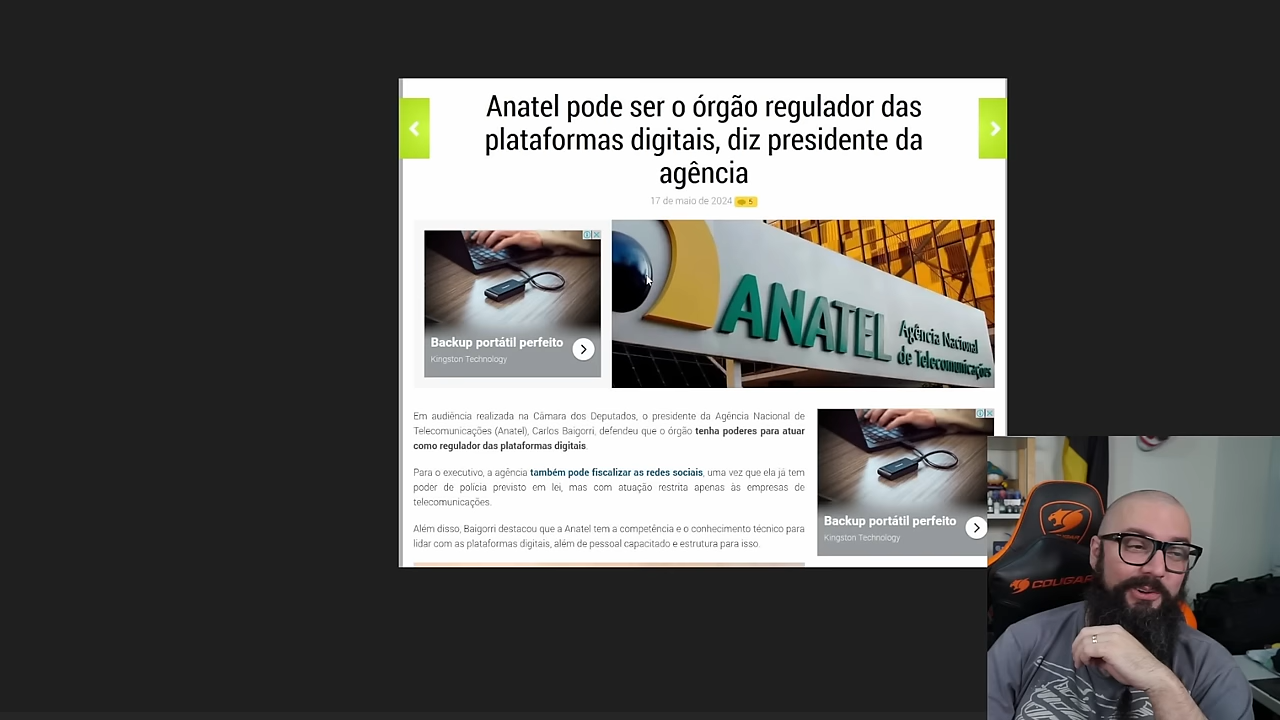 Anatel pode ser o órgão regulador das
plataformas digitais, diz presidente da
agência
17 de maio de 2024 5
Backup portátil perfeito
Kingston Technology
ANATEL
Agência Nacional
de Telecomunicações
Em audiência realizada na Câmara dos Deputados, o presidente da Agência Nacional de
Telecomunicações (Anatel), Carlos Baigorri, defendeu que o órgão tenha poderes para atuar
como regulador das plataformas digitais.
Para o executivo, a agência também pode fiscalizar as redes sociais, uma vez que ela já tem
poder de polícia previsto em lei, mas com atuação restrita apenas às empresas de
telecomunicações.
Além disso, Baigorri destacou que a Anatel tem a competência e o conhecimento técnico para
lidar com as plataformas digitais, além de pessoal capacitado e estrutura para isso.
Backup portátil perfeito
Kingston Technology
COUGAR